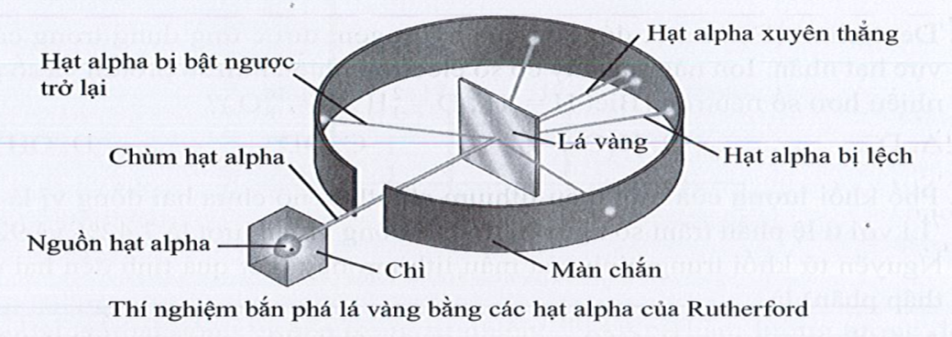 Hạt alpha xuyên thẳng
Hạt alpha bị bật ngược
trở lại
Lá vàng
Chùm hạt alpha
Hạt alpha bị lệch
Nguồn hạt alpha
Chì
Màn chắn
Thí nghiệm bắn phá lá vàng bằng các hạt alpha của Rutherford